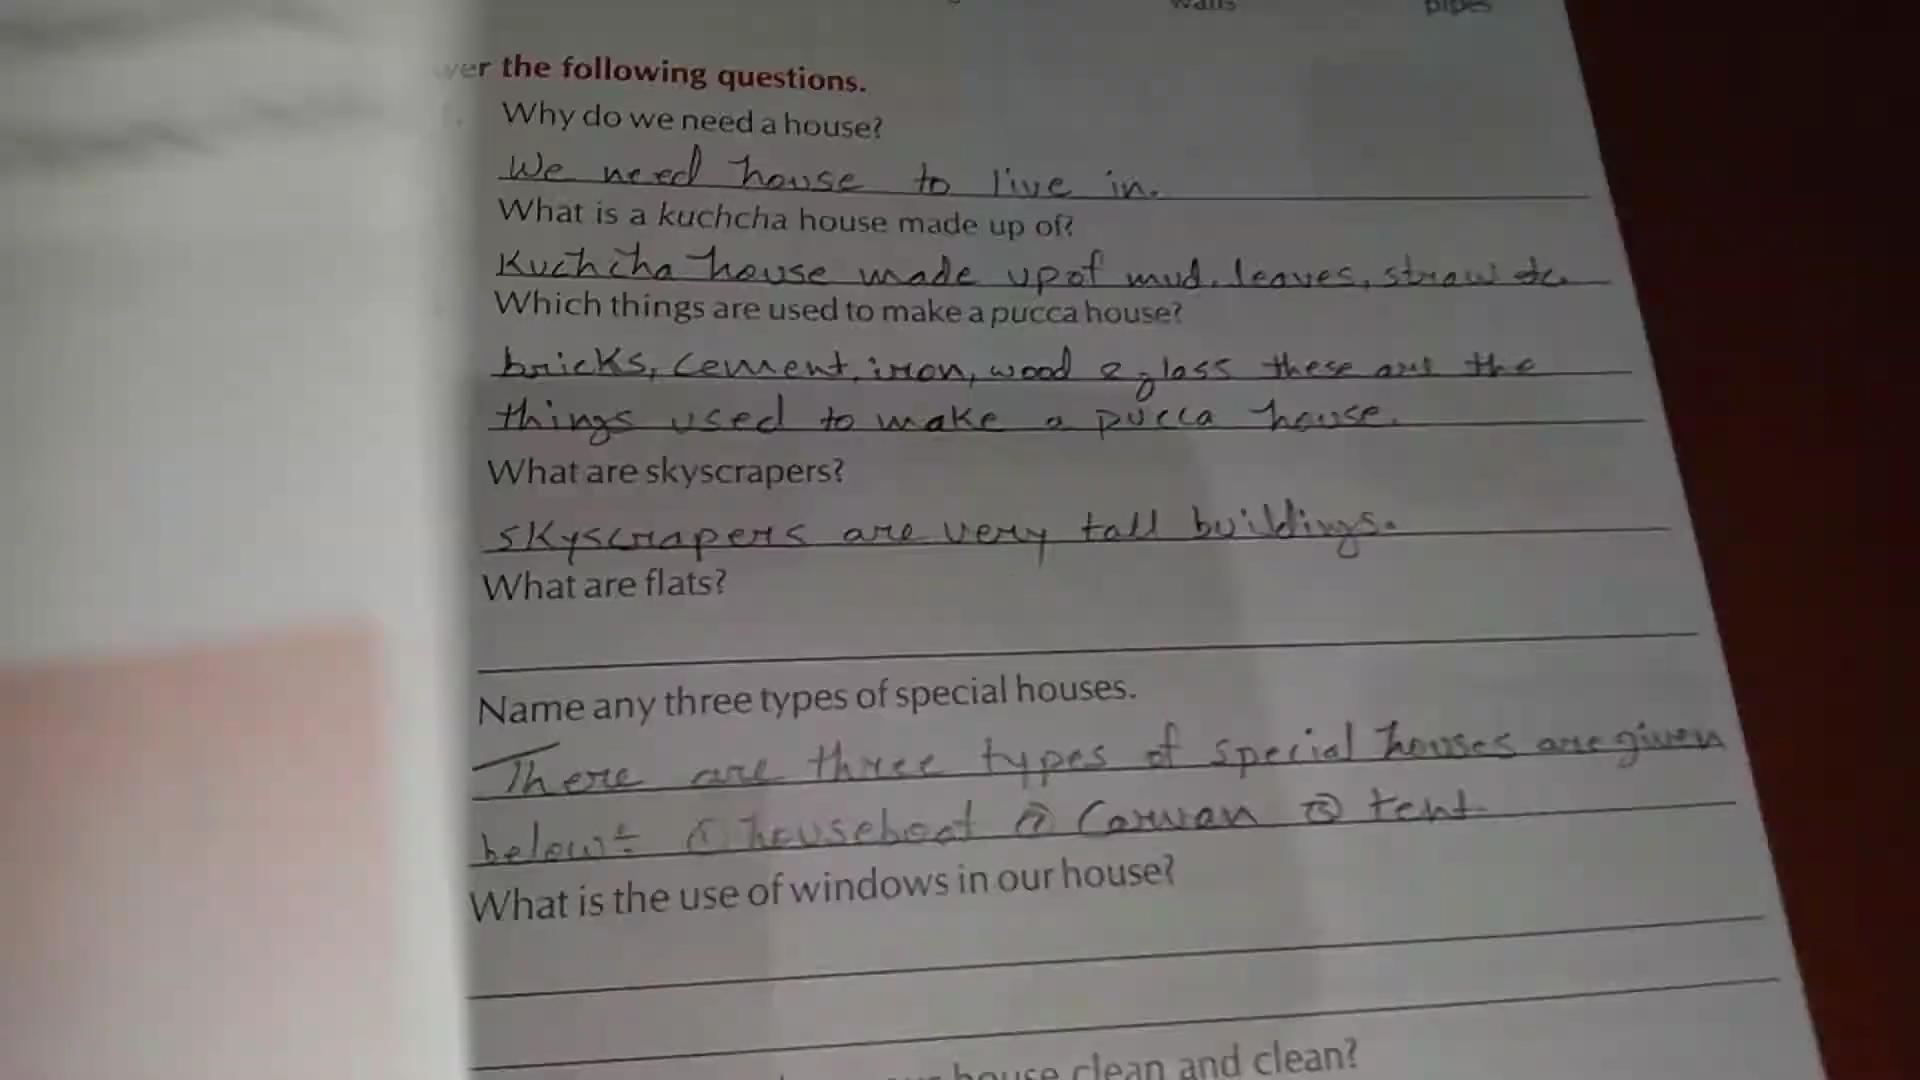 walls pipes
er the following questions.
Why do we need a house?
We need house to live in.
What is a kuchcha house made up of?
Kuchcha house made up of mud, leaves, straw etc.
Which things are used to make a pucca house?
bricks, cement, iron, wood & glass these are the
things used to make a pucca house.
What are skyscrapers?
skyscrapers are very tall buildings.
What are flats?
Name any three types of special houses.
There are three types of special houses are given
below:- ① houseboat ② Carvan ③ tent
What is the use of windows in our house?
house clean and clean?